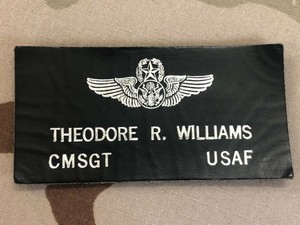 THEODORE R. WILLIAMS
CMSGT USAF